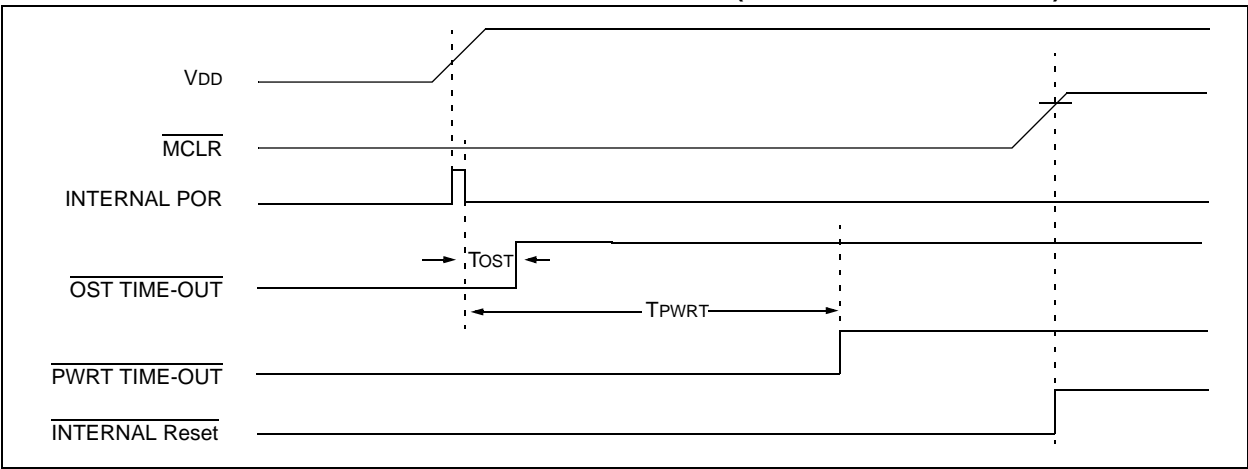 VDD
MCLR
INTERNAL POR
TOST
OST TIME-OUT
TPWRT
PWRT TIME-OUT
INTERNAL Reset